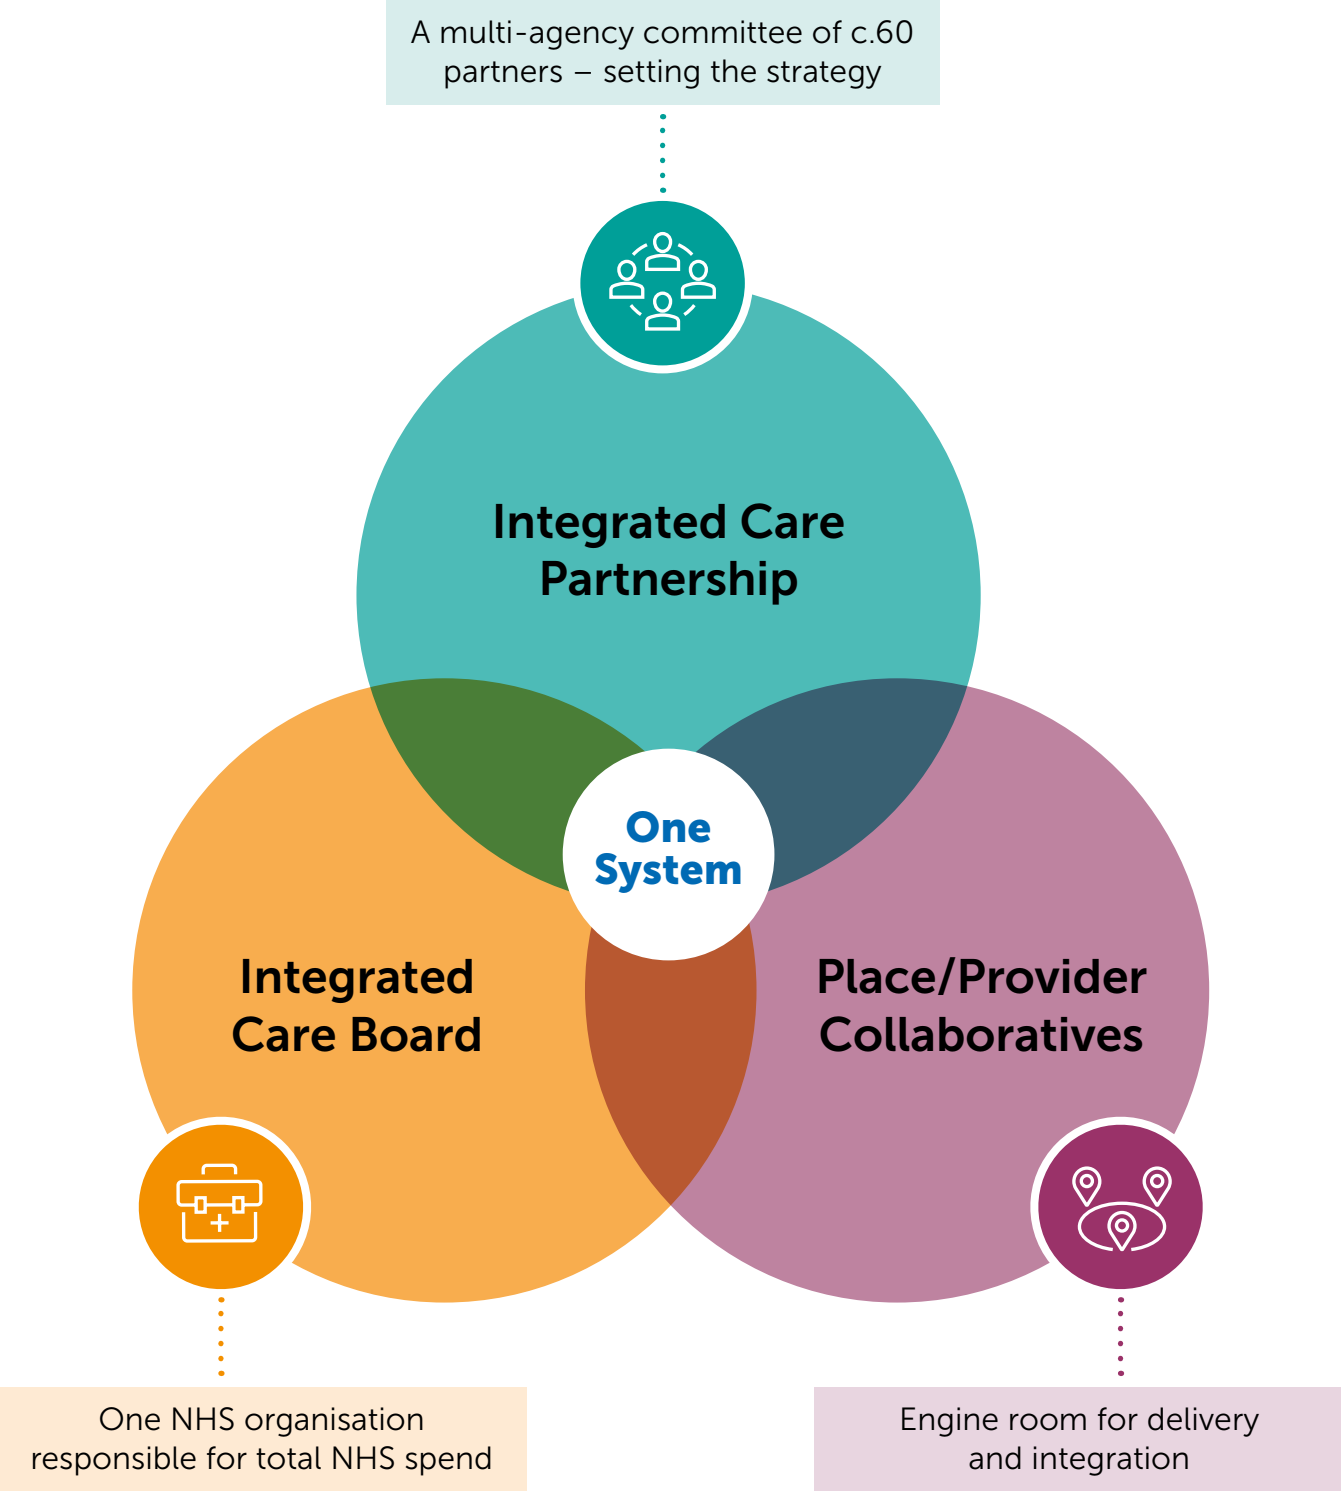 A multi-agency committee of c.60
partners – setting the strategy
Integrated Care
Partnership
One
System
Integrated
Care Board
Place/Provider
Collaboratives
One NHS organisation
responsible for total NHS spend
Engine room for delivery
and integration